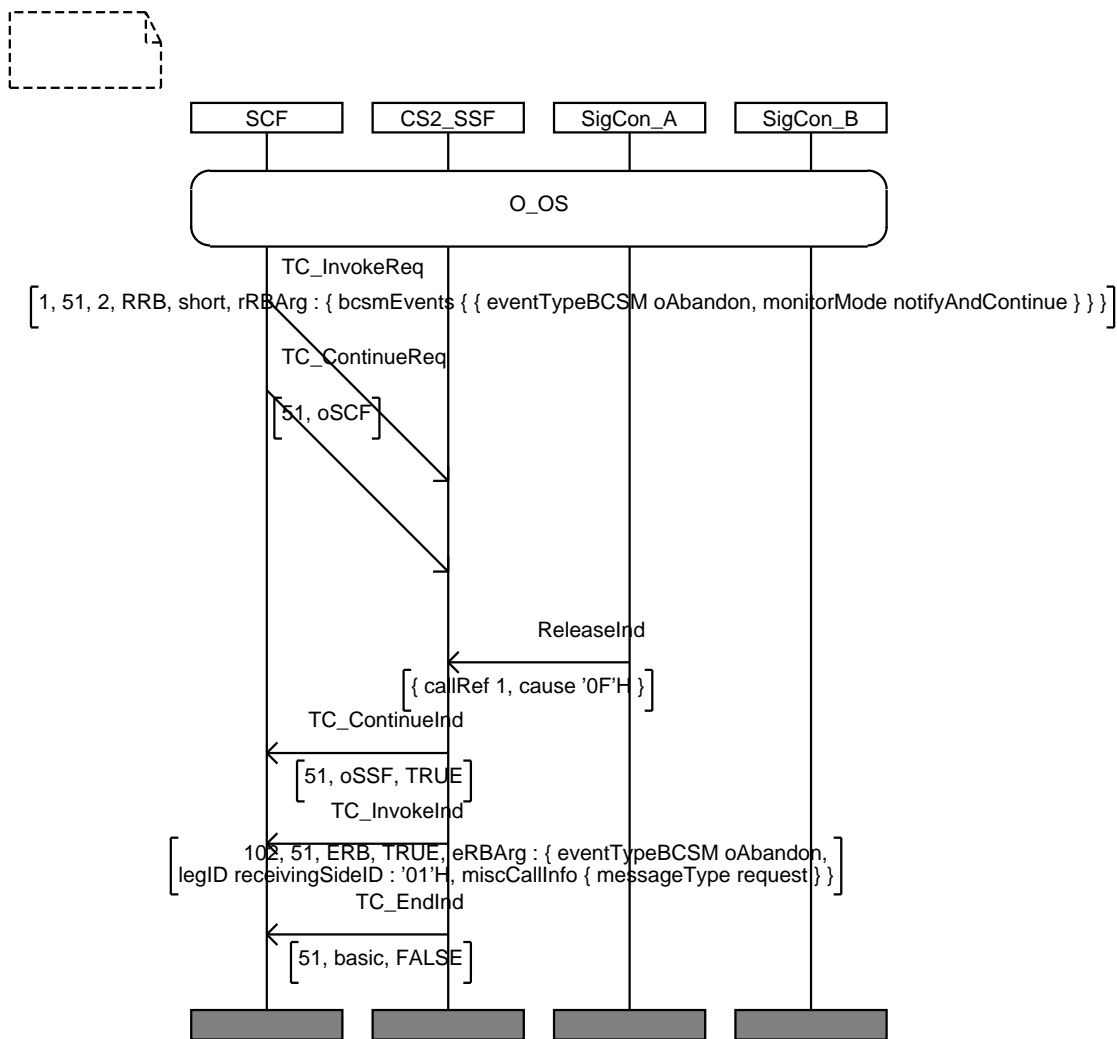 SCF
CS2_SSF
SigCon_A
SigCon_B
O_OS
TC_InvokeReq
1, 51, 2, RRB, short, rRBArg : { bcsmEvents { { eventTypeBCSM oAbandon, monitorMode notifyAndContinue } } }
TC_ContinueReq
51, oSCF
ReleaseInd
{ callRef 1, cause '0F'H }
TC_ContinueInd
51, oSSF, TRUE
TC_InvokeInd
102, 51, ERB, TRUE, eRBArg : { eventTypeBCSM oAbandon,
legID receivingSideID : '01'H, miscCallInfo { messageType request } }
TC_EndInd
51, basic, FALSE